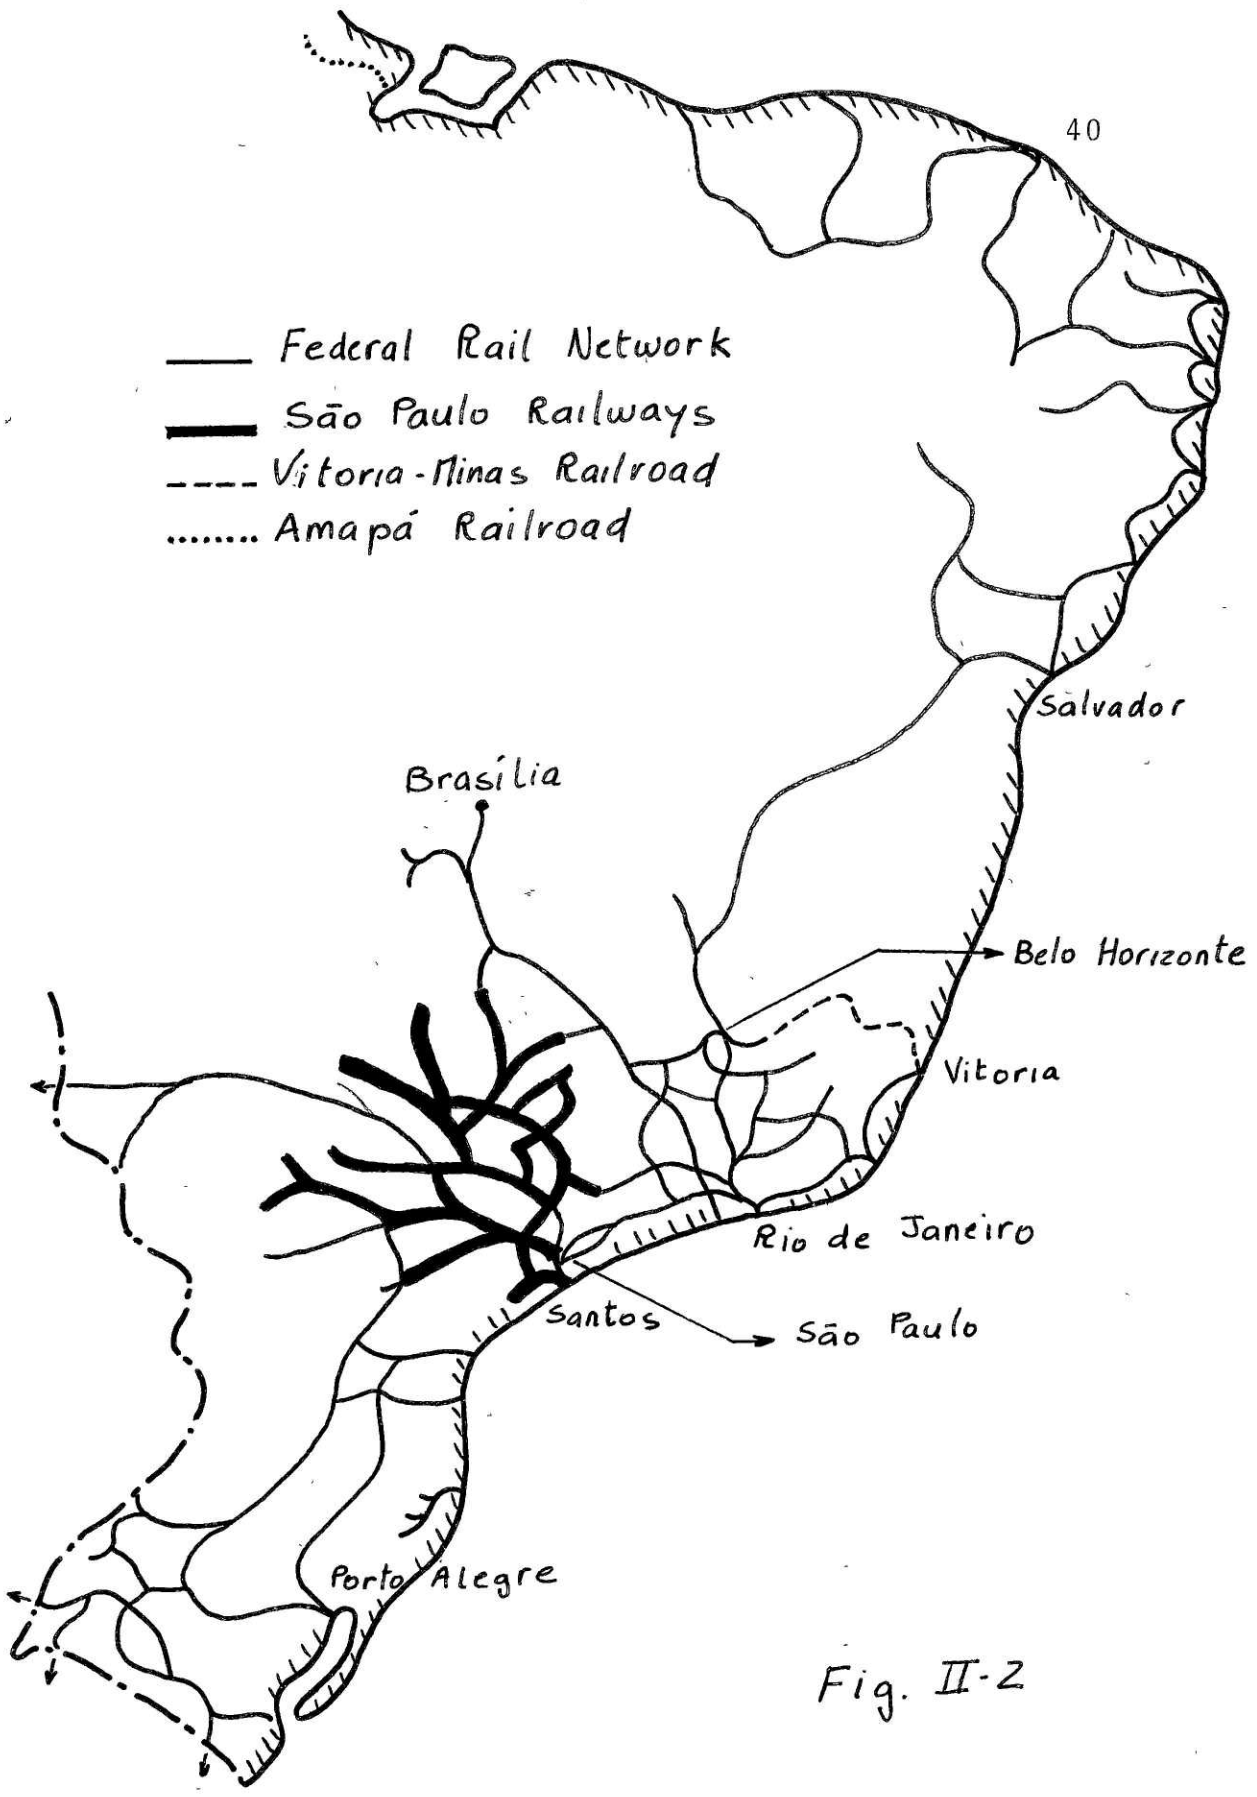 40
Federal Rail Network
São Paulo Railways
Vitoria-Minas Railroad
Amapá Railroad
Salvador
Brasília
Belo Horizonte
Vitoria
Rio de Janeiro
Santos
São Paulo
Porto Alegre
Fig. II-2